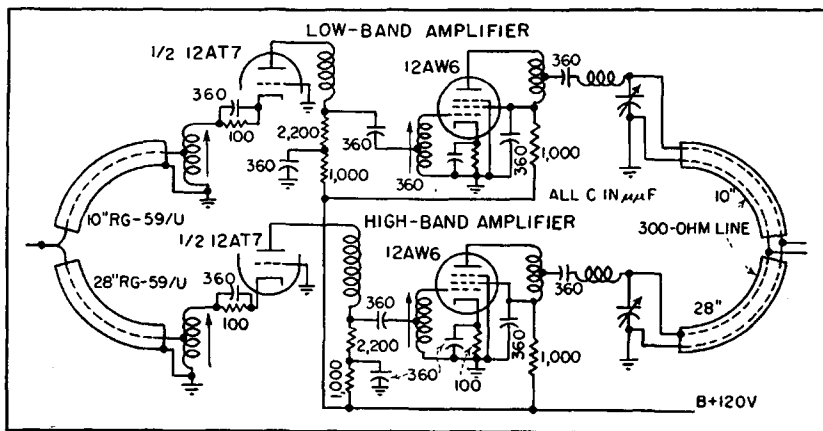 LOW-BAND AMPLIFIER
1/2 12AT7
12AW6
360
360
100
2,200
360
360
1,000
360
360
1,000
10" RG-59/U
ALL C IN μμF
10"
HIGH-BAND AMPLIFIER
300-OHM LINE
1/2 12AT7
12AW6
28" RG-59/U
360
100
360
360
28"
2,200
360
1,000
360
100
1,000
B+120V